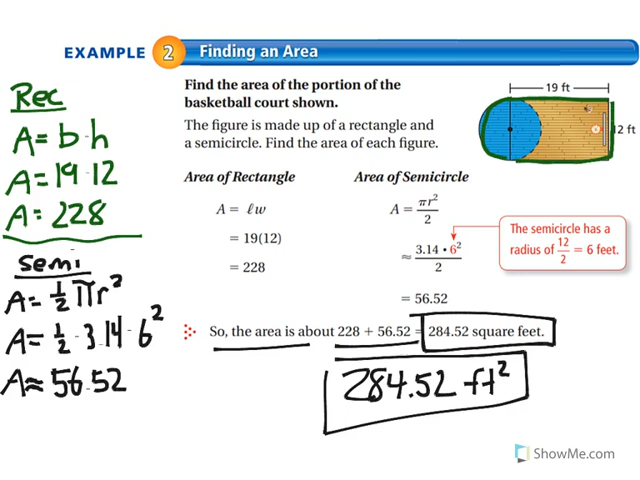 EXAMPLE 2 Finding an Area
Find the area of the portion of the
basketball court shown.
The figure is made up of a rectangle and
a semicircle. Find the area of each figure.
19 ft
12 ft
Area of Rectangle
A = ℓw
= 19(12)
= 228
Area of Semicircle
A = πr²/2
≈ 3.14 • 6²/2
= 56.52
The semicircle has a
radius of 12/2 = 6 feet.
So, the area is about 228 + 56.52 = 284.52 square feet.
Rec
A = b·h
A = 19·12
A = 228
Semi
A = 1/2 πr²
A = 1/2 · 3.14 · 6²
A ≈ 56.52
284.52 ft²
ShowMe.com